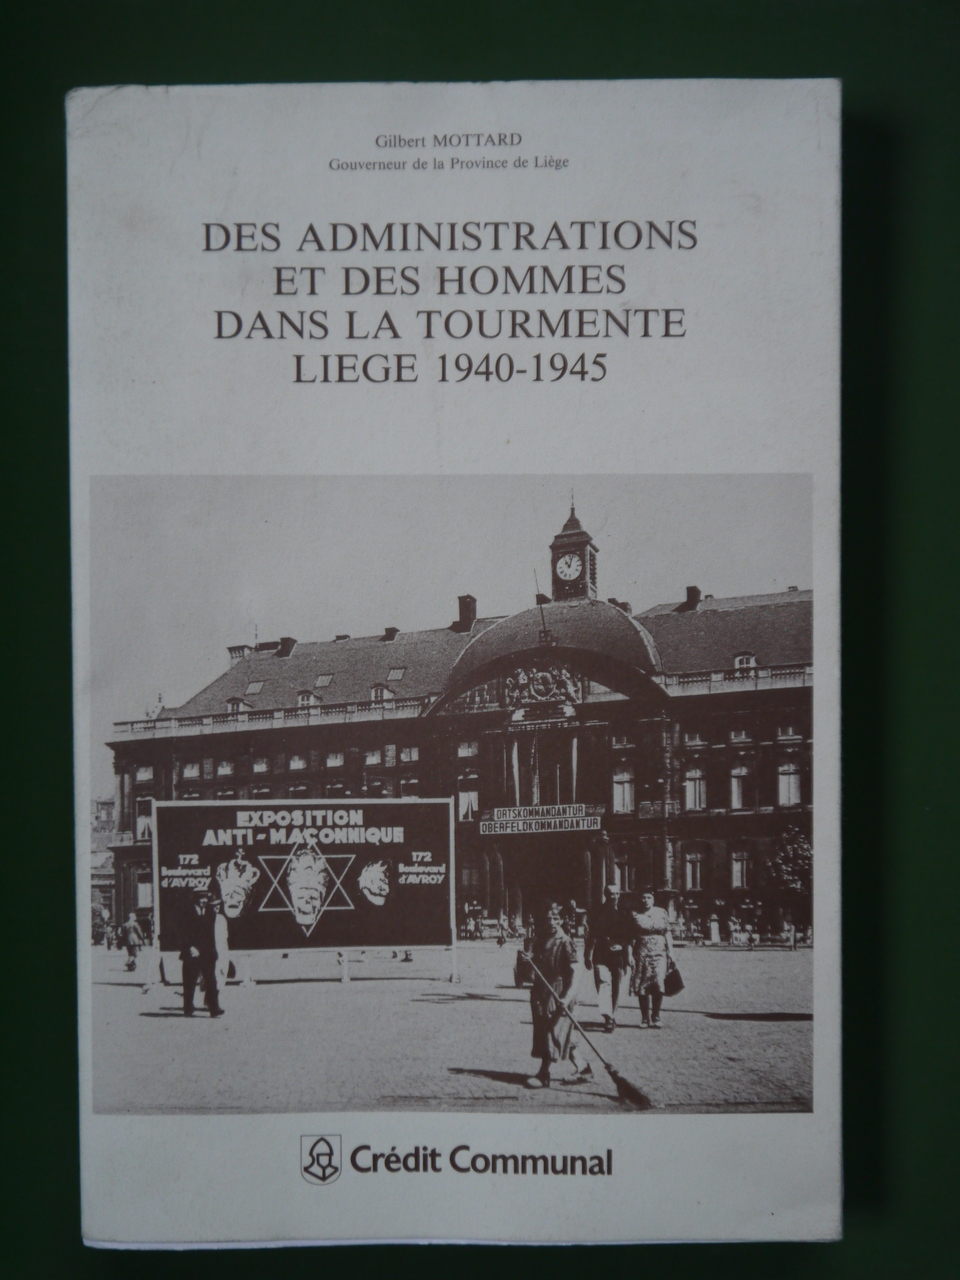 Gilbert MOTTARD
Gouverneur de la Province de Liège
DES ADMINISTRATIONS
ET DES HOMMES
DANS LA TOURMENTE
LIEGE 1940-1945
EXPOSITION
ANTI-MAÇONNIQUE
172
Boulevard
d'AVROY
172
Boulevard
d'AVROY
ORTSKOMMANDANTUR
OBERFELDKOMMANDANTUR
Crédit Communal